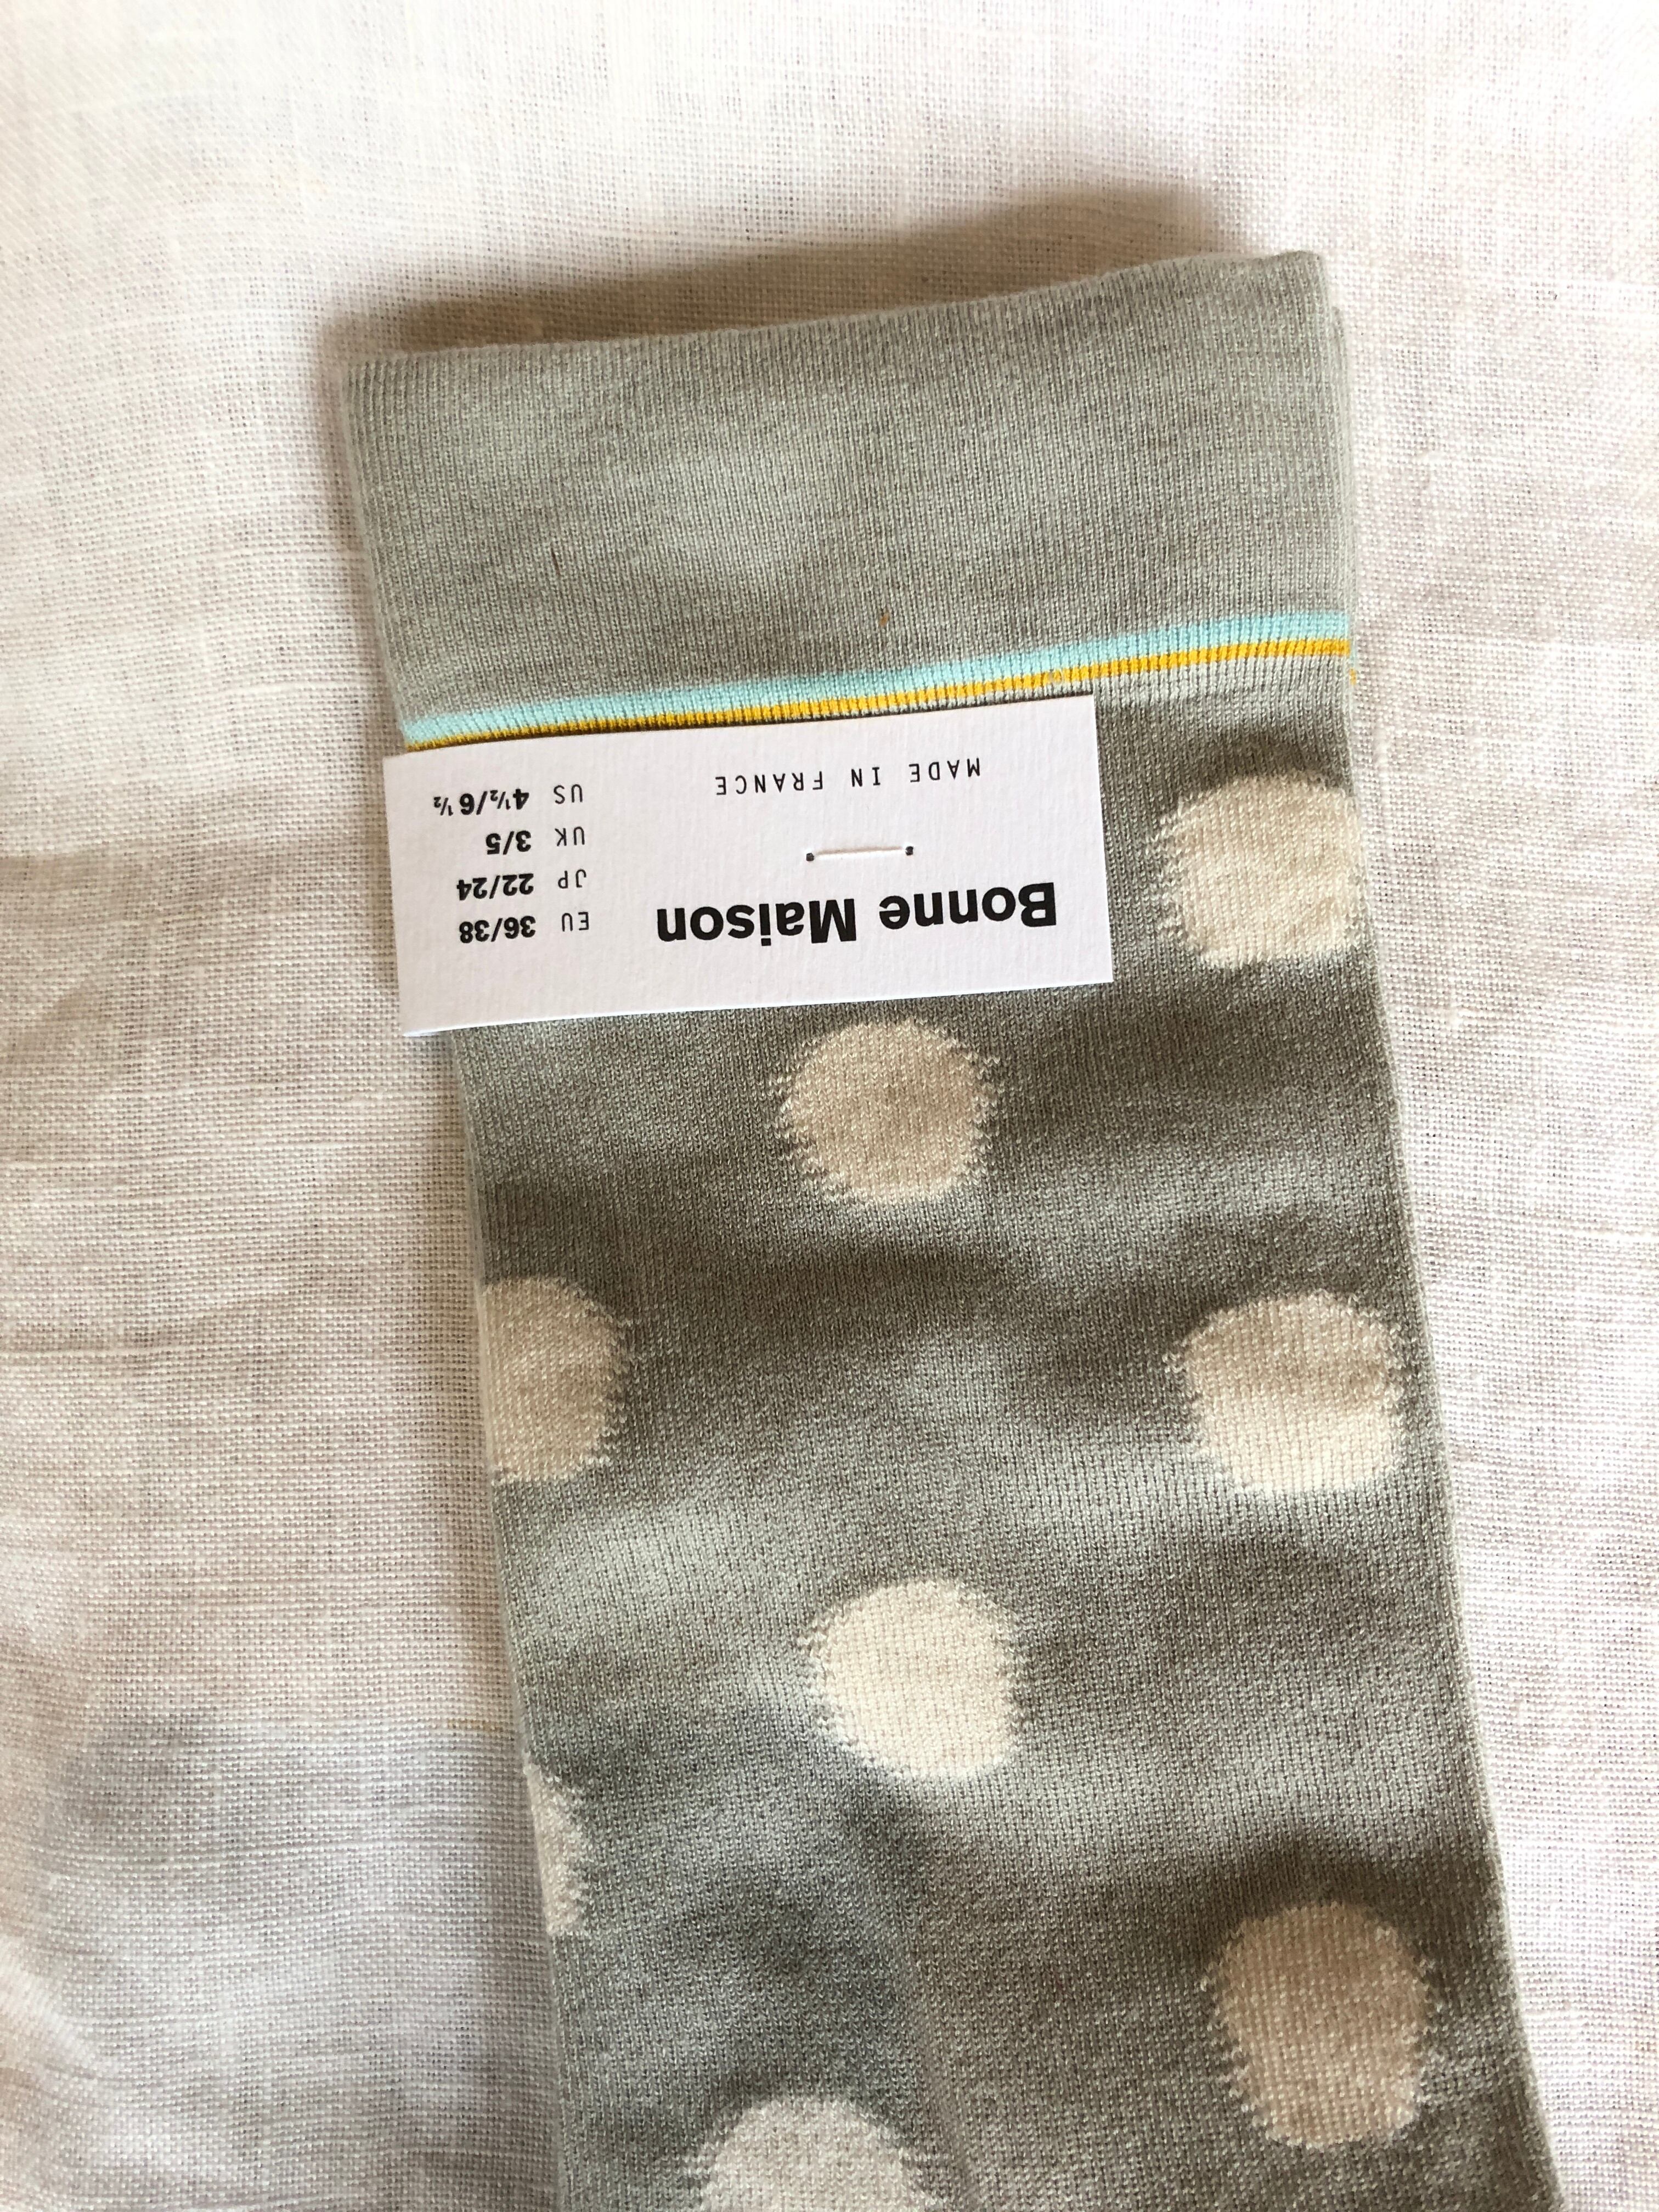 Bonne Maison
MADE IN FRANCE
EU 36/38
JP 22/24
UK 3/5
US 4½/6½